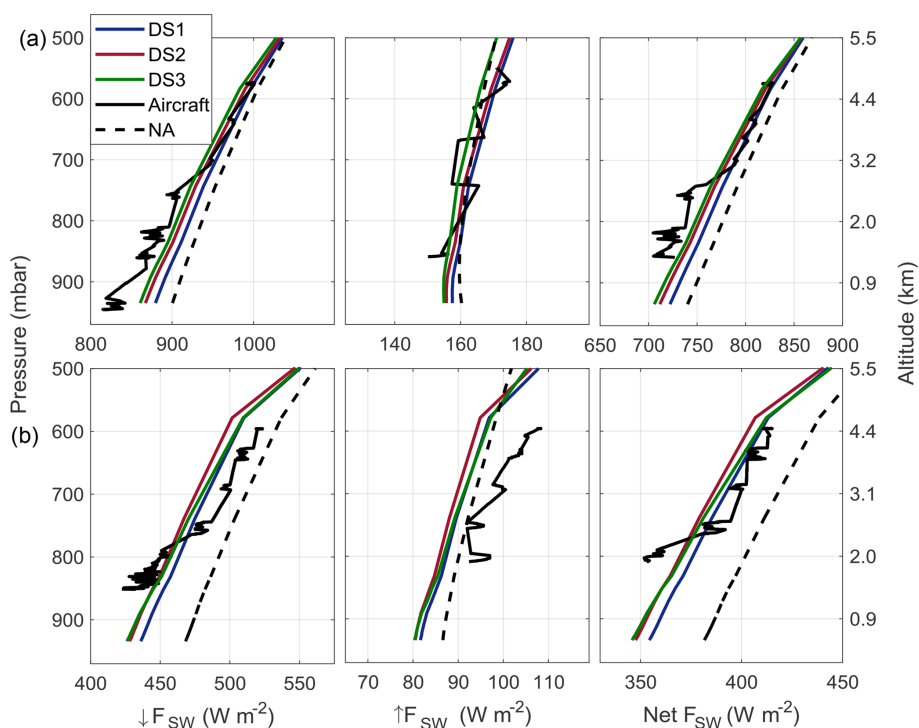 (a)
500
600
700
800
900
DS1
DS2
DS3
Aircraft
NA
800 900 1000
140 160 180
650 700 750 800 850 900
5.5
4.4
3.2
2.0
0.9
Pressure (mbar)
Altitude (km)
(b)
500
600
700
800
900
400 450 500 550
70 80 90 100 110
350 400 450
5.5
4.4
3.1
2.0
0.9
↓F_SW (W m⁻²)
↑F_SW (W m⁻²)
Net F_SW (W m⁻²)